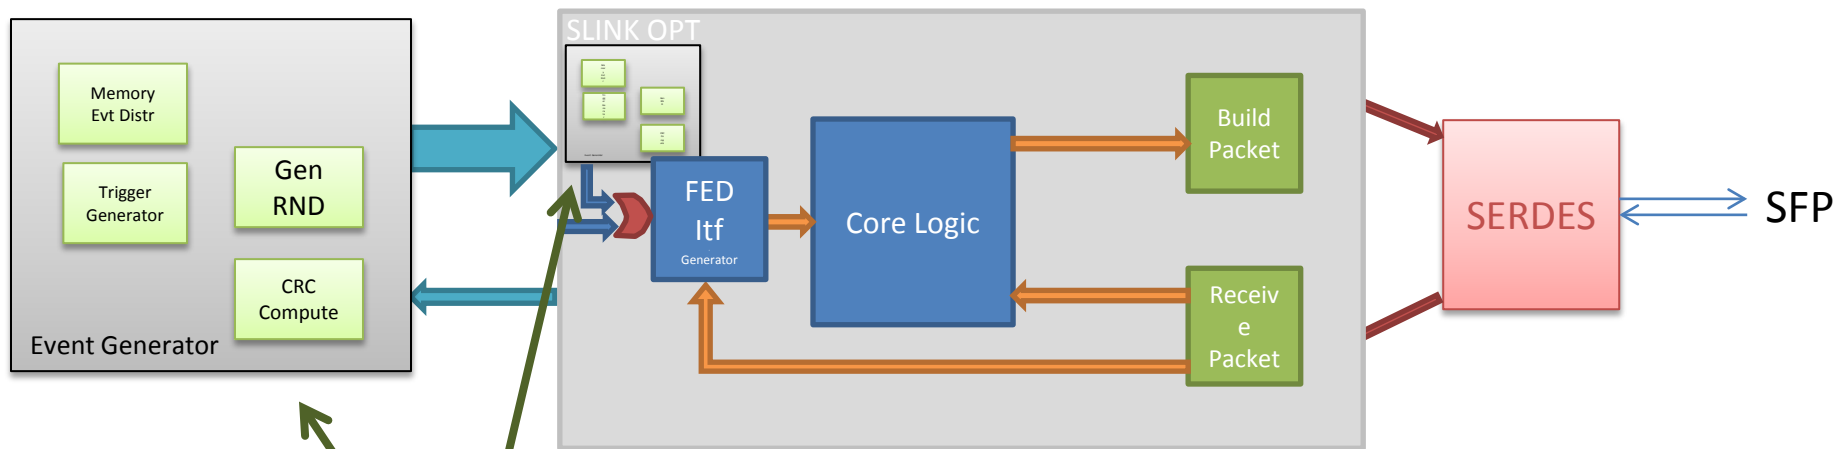 SLINK OPT
Memory
Evt Distr
Trigger
Generator
Gen
RND
CRC
Compute
Event Generator
FED
Itf
Generator
Core Logic
Build
Packet
Receiv
e
Packet
SERDES
SFP